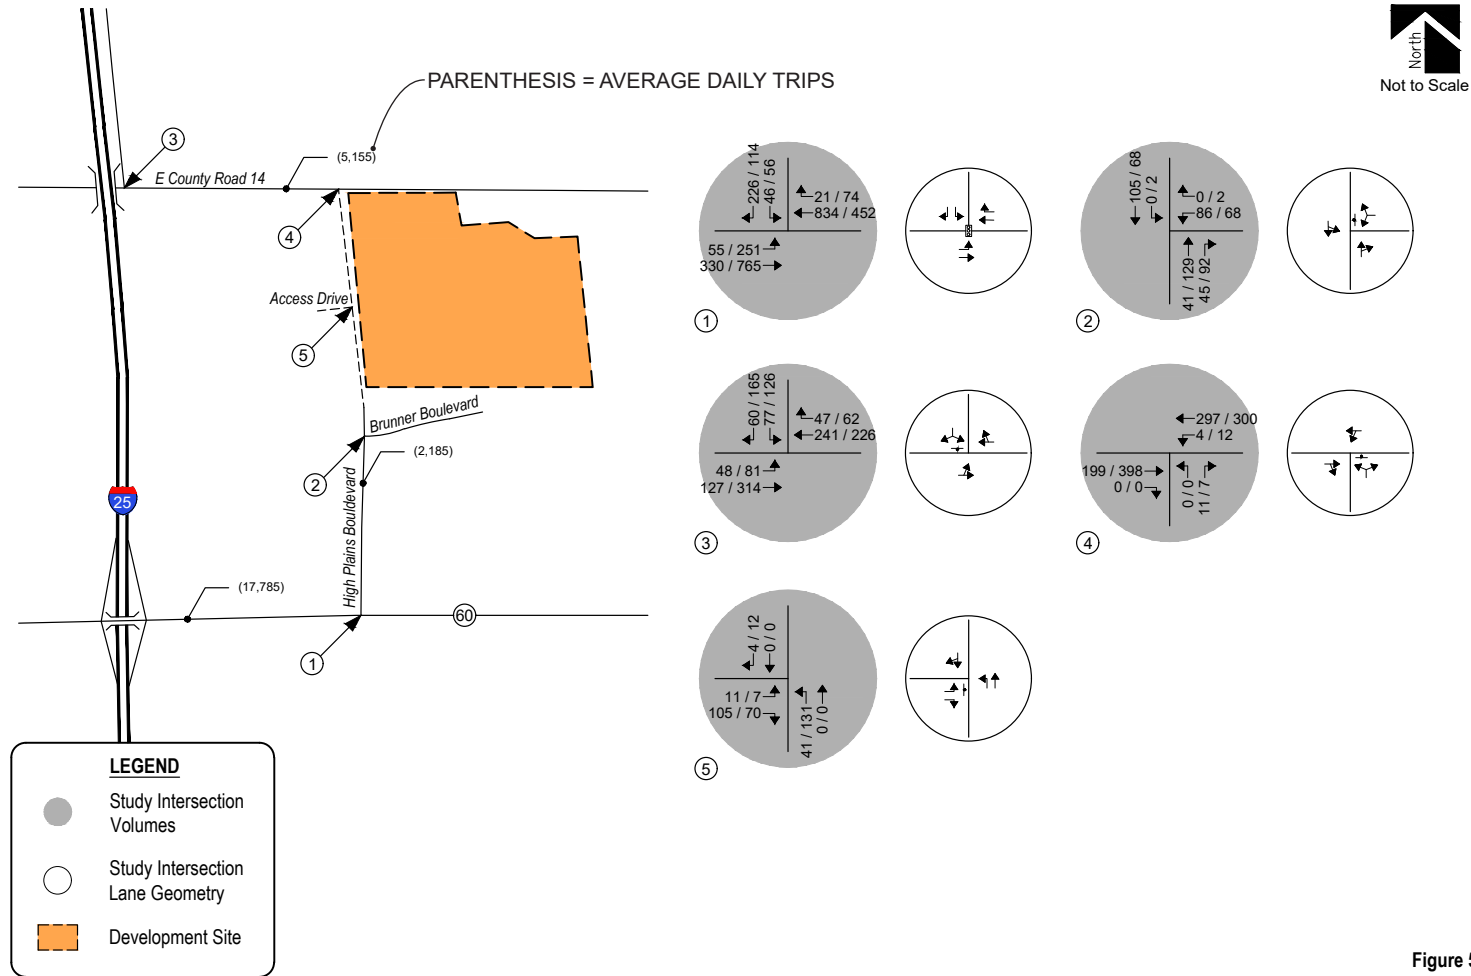 North
Not to Scale
PARENTHESIS = AVERAGE DAILY TRIPS
3
(5,155)
E County Road 14
4
Access Drive
5
Brunner Boulevard
(2,185)
2
High Plains Bouldevard
25
(17,785)
60
1
226 / 114
46 / 56
21 / 74
834 / 452
55 / 251
330 / 765
1
105 / 68
0 / 2
0 / 2
86 / 68
41 / 129
45 / 92
2
60 / 165
77 / 126
47 / 62
241 / 226
48 / 81
127 / 314
3
297 / 300
4 / 12
199 / 398
0 / 0
0 / 0
11 / 7
4
4 / 12
0 / 0
11 / 7
105 / 70
41 / 131
0 / 0
5
LEGEND
Study Intersection
Volumes
Study Intersection
Lane Geometry
Development Site
Figure 5